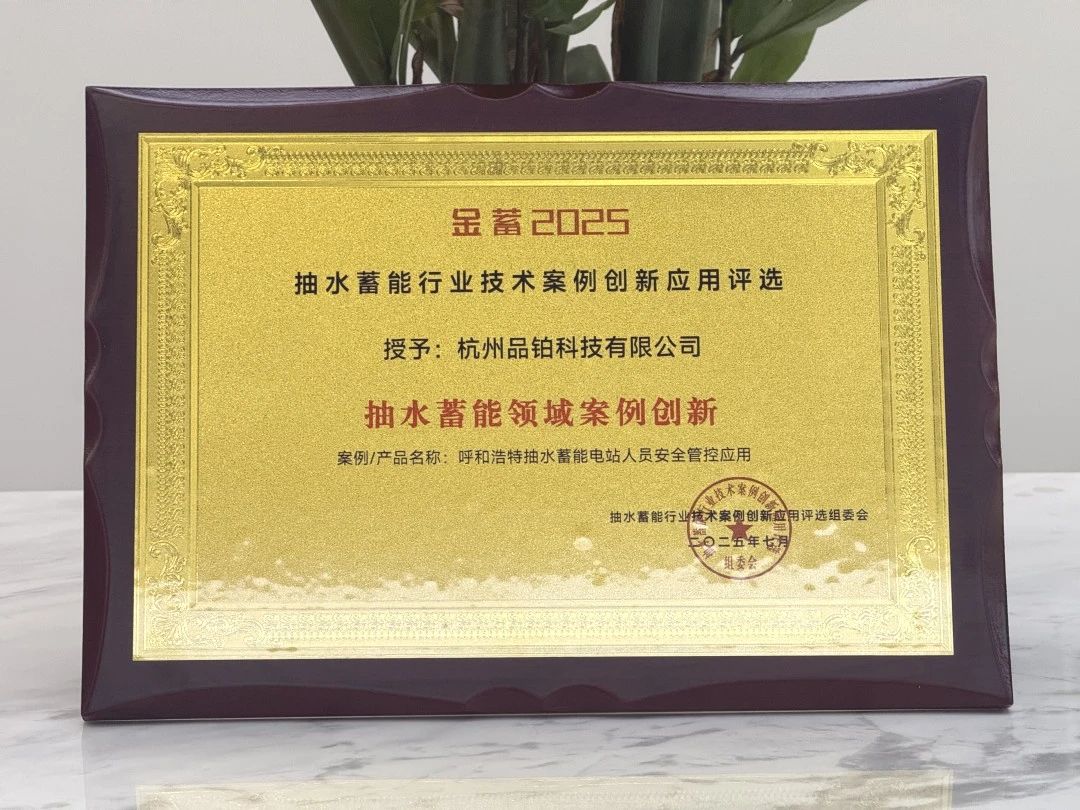 金蓄2025
抽水蓄能行业技术案例创新应用评选
授予：杭州品铂科技有限公司
抽水蓄能领域案例创新
案例/产品名称：呼和浩特抽水蓄能电站人员安全管控应用
抽水蓄能行业技术案例创新应用评选组委会
二〇二五年七月
组委会